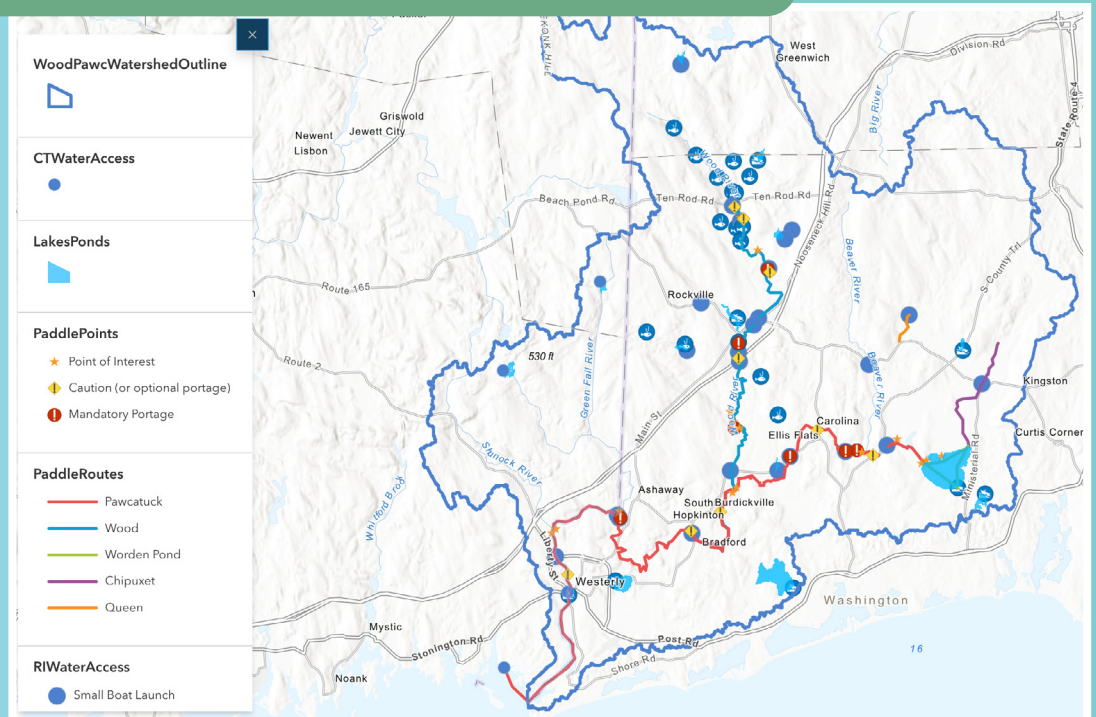 WoodPawcWatershedOutline
CTWaterAccess
LakesPonds
PaddlePoints
Point of Interest
Caution (or optional portage)
Mandatory Portage
PaddleRoutes
Pawcatuck
Wood
Worden Pond
Chipuxet
Queen
RIWaterAccess
Small Boat Launch
West
Greenwich
Division Rd
State Route 4
Big River
Griswold
Newent
Jewett City
Lisbon
Beach Pond Rd
Ten Rod Rd
Ten Rod Rd
Nooseneck Hill Rd
Beaver River
S County Trl
Route 165
Rockville
530 ft
Green Fall River
Route 2
Beaver River
Kingston
Main St
Wood River
Carolina
Ellis Flats
Curtis Corner
Ministerial Rd
Shunock River
Ashaway
South
Burdickville
Hopkinton
Bradford
Liberty St
Westerly
Washington
Mystic
Stonington Rd
Post Rd
Shore Rd
Noank
16